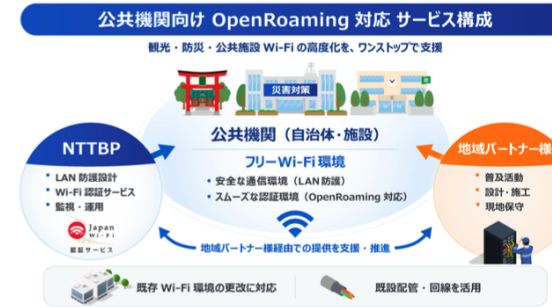 公共機関向け OpenRoaming 対応 サービス構成
観光・防災・公共施設 Wi-Fi の高度化を、ワンストップで支援
災害対策
公共機関（自治体・施設）
フリーWi-Fi 環境
・安全な通信環境（LAN 防護）
・スムーズな認証環境（OpenRoaming 対応）
NTTBP
• LAN 防護設計
• Wi-Fi 認証サービス
• 監視・運用
Japan
Wi-Fi
認証サービス
地域パートナー様
• 普及活動
• 設計・施工
• 現地保守
地域パートナー様経由での提供を支援・推進
既存 Wi-Fi 環境の更改に対応
既設配管・回線を活用